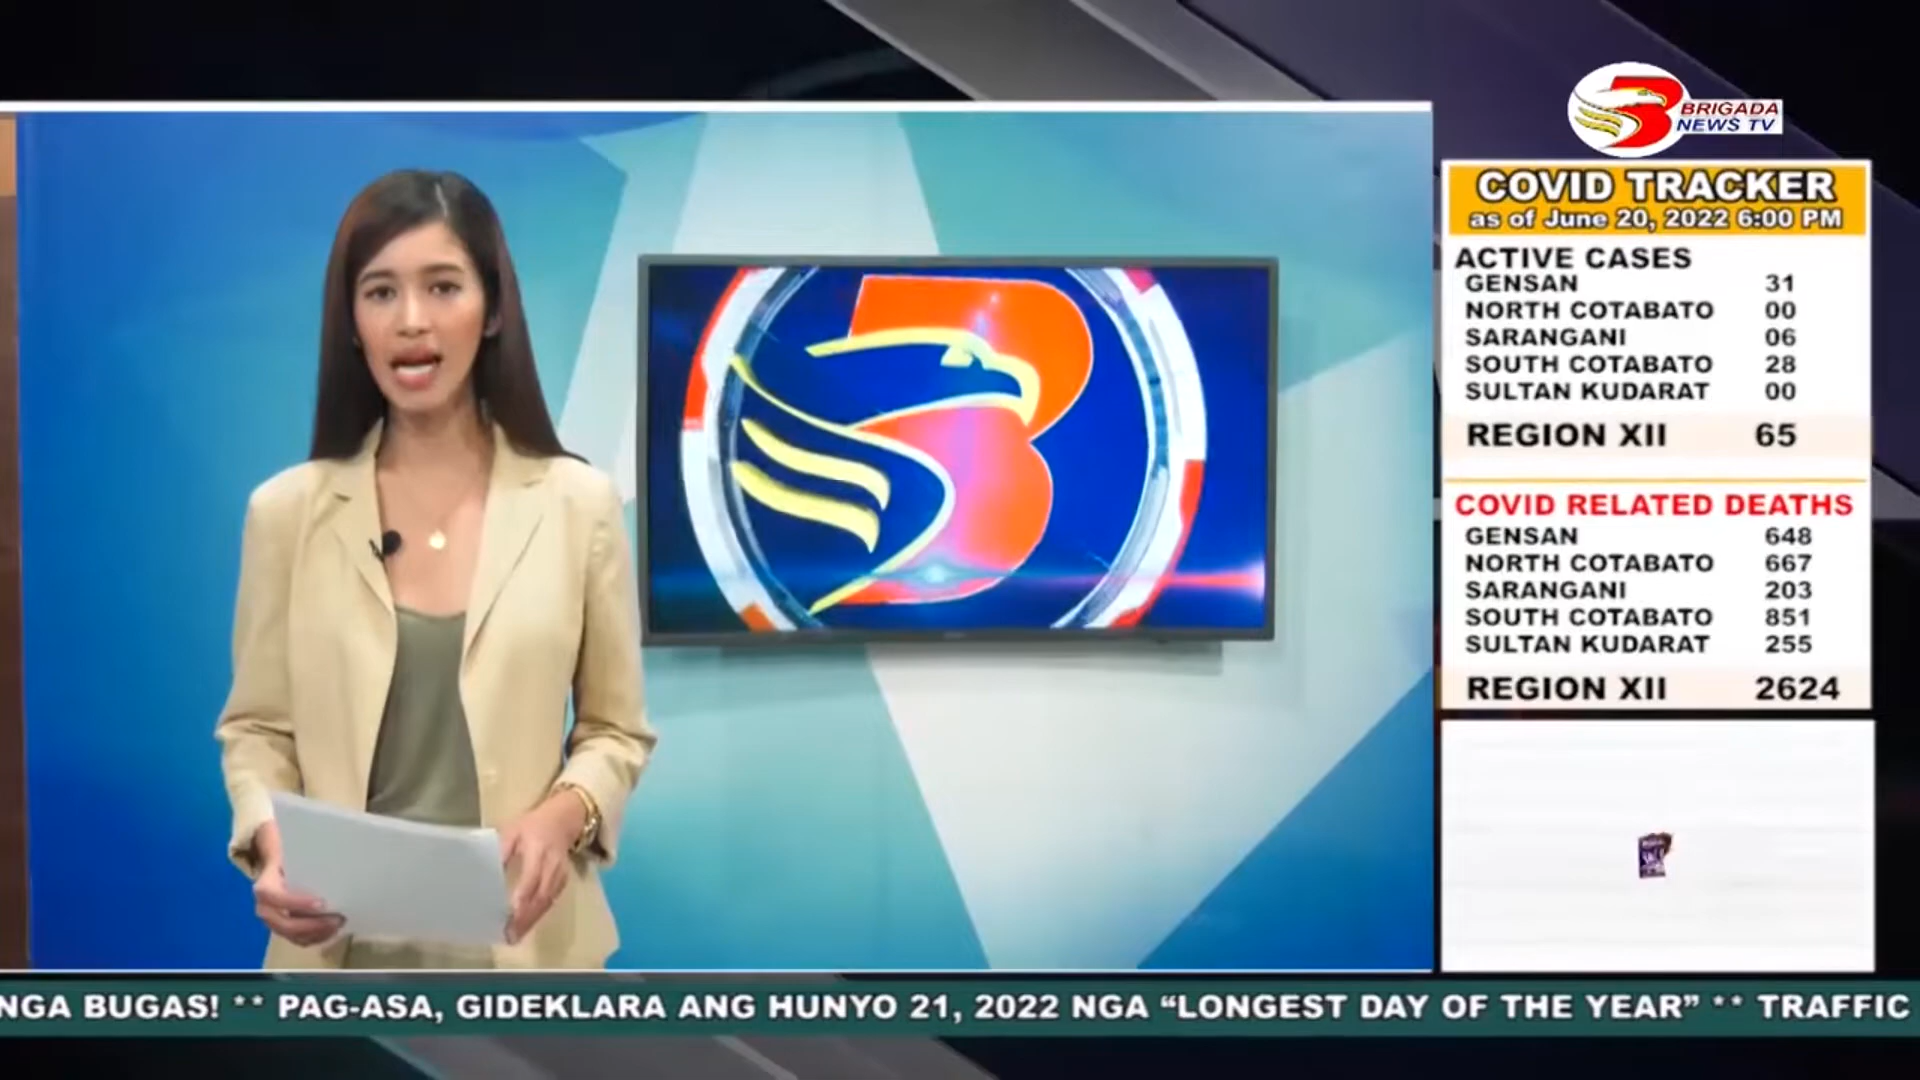 BRIGADA
NEWS TV
COVID TRACKER
as of June 20, 2022 6:00 PM
ACTIVE CASES
GENSAN 31
NORTH COTABATO 00
SARANGANI 06
SOUTH COTABATO 28
SULTAN KUDARAT 00
REGION XII 65
COVID RELATED DEATHS
GENSAN 648
NORTH COTABATO 667
SARANGANI 203
SOUTH COTABATO 851
SULTAN KUDARAT 255
REGION XII 2624
NGA BUGAS! ** PAG-ASA, GIDEKLARA ANG HUNYO 21, 2022 NGA “LONGEST DAY OF THE YEAR” ** TRAFFIC